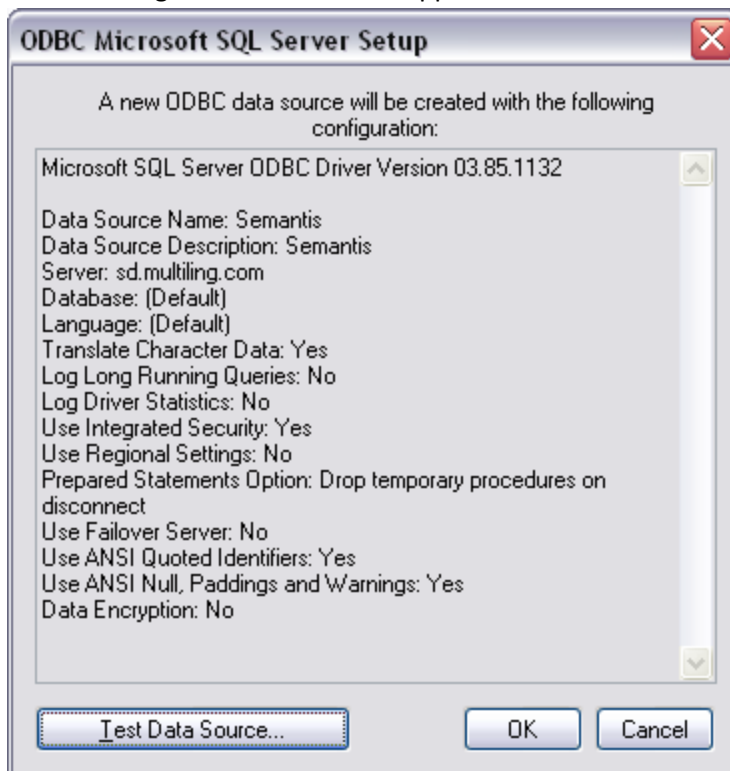 ODBC Microsoft SQL Server Setup
A new ODBC data source will be created with the following
configuration:
Microsoft SQL Server ODBC Driver Version 03.85.1132
Data Source Name: Semantis
Data Source Description: Semantis
Server: sd.multiling.com
Database: (Default)
Language: (Default)
Translate Character Data: Yes
Log Long Running Queries: No
Log Driver Statistics: No
Use Integrated Security: Yes
Use Regional Settings: No
Prepared Statements Option: Drop temporary procedures on
disconnect
Use Failover Server: No
Use ANSI Quoted Identifiers: Yes
Use ANSI Null, Paddings and Warnings: Yes
Data Encryption: No
Test Data Source...
OK
Cancel